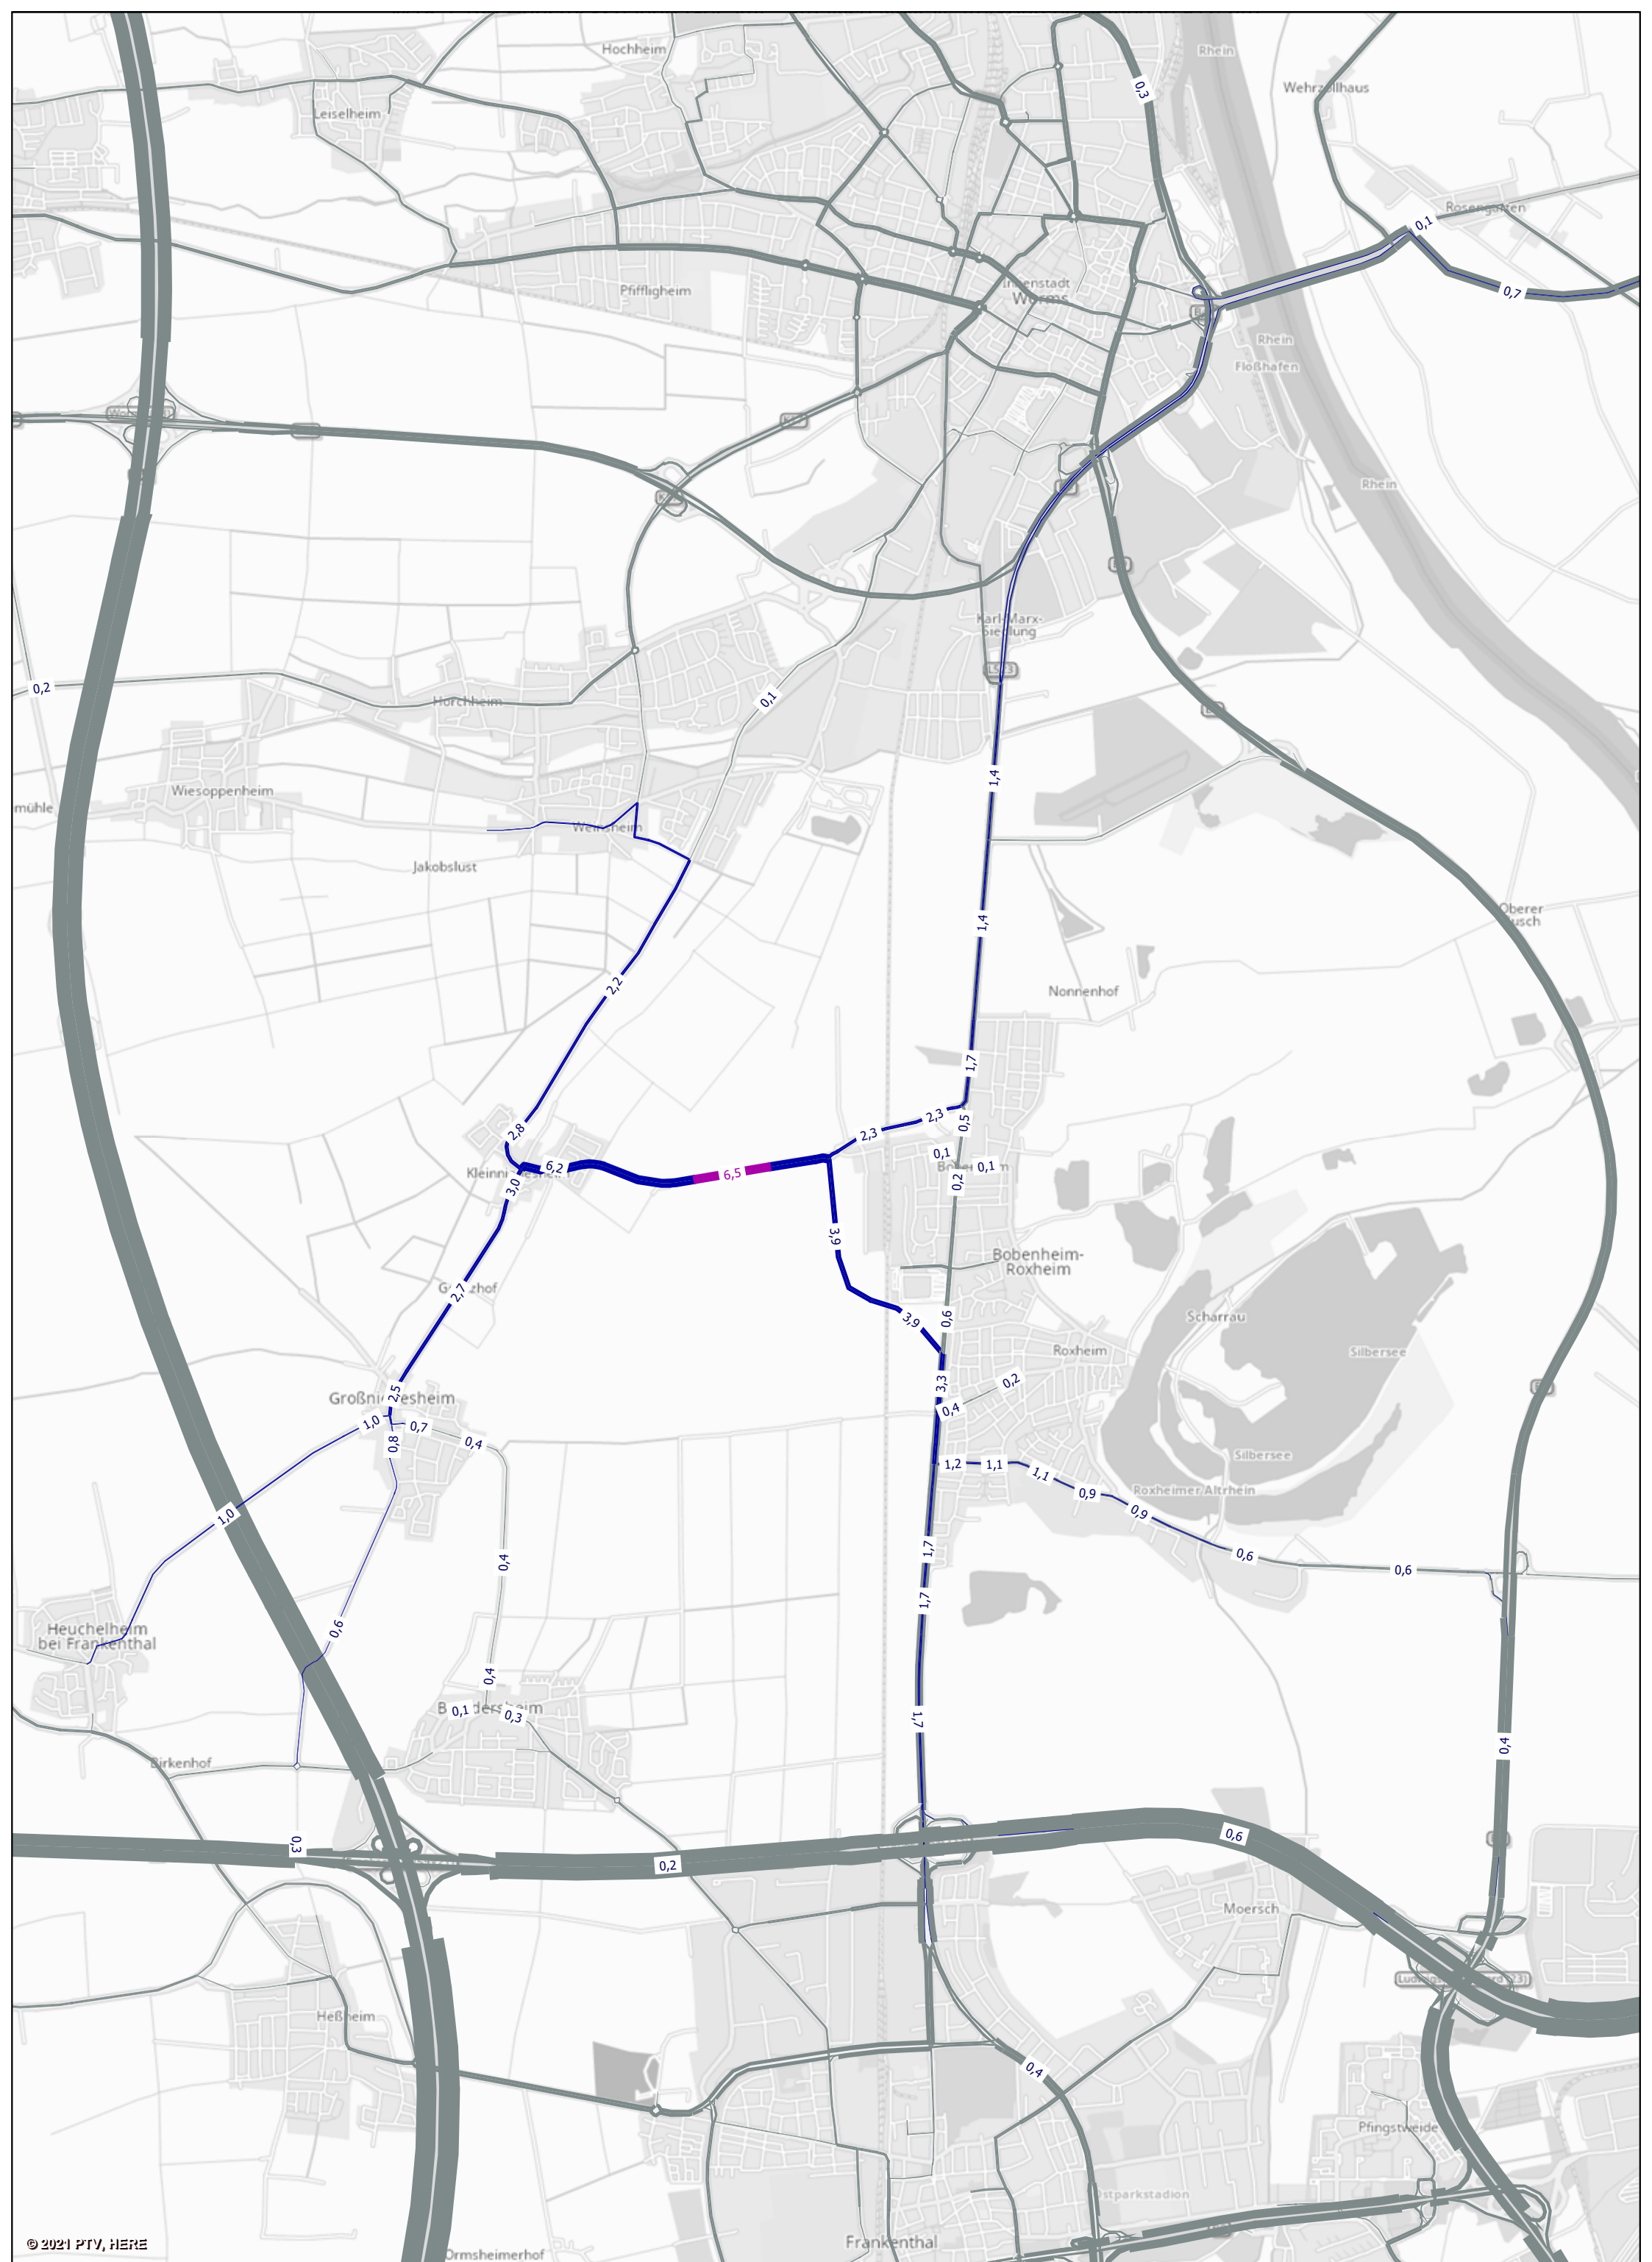 Hochheim
Rhein
Wehrzollhaus
0,3
Leiselheim
Rosengarten
0,1
Pfiffligheim
Innenstadt
Worms
0,7
Rhein
Floßhafen
Rhein
Karl-Marx-
Siedlung
0,2
Horchheim
0,1
1,4
Wiesoppenheim
mühle
Weinsheim
Jakobslust
1,4
Oberer
Busch
2,2
Nonnenhof
1,7
2,8
2,3
2,3
0,5
0,1
0,1
6,2
6,5
3,0
0,2
3,9
Bobenheim-
Roxheim
2,7
3,9
0,6
Scharrau
Roxheim
Silbersee
3,3
0,2
2,5
0,4
1,0
0,7
0,8
0,4
Silbersee
1,2
1,1
1,1
0,9
Roxheimer Altrhein
0,9
1,0
1,7
0,6
0,6
0,4
1,7
Heuchelheim
bei Frankenthal
0,6
0,4
0,1
0,3
1,7
0,4
Birkenhof
0,3
0,6
0,2
Moersch
Heßheim
0,4
Pfingstweide
Ostparkstadion
Frankenthal
Ormsheimerhof
© 2021 PTV, HERE